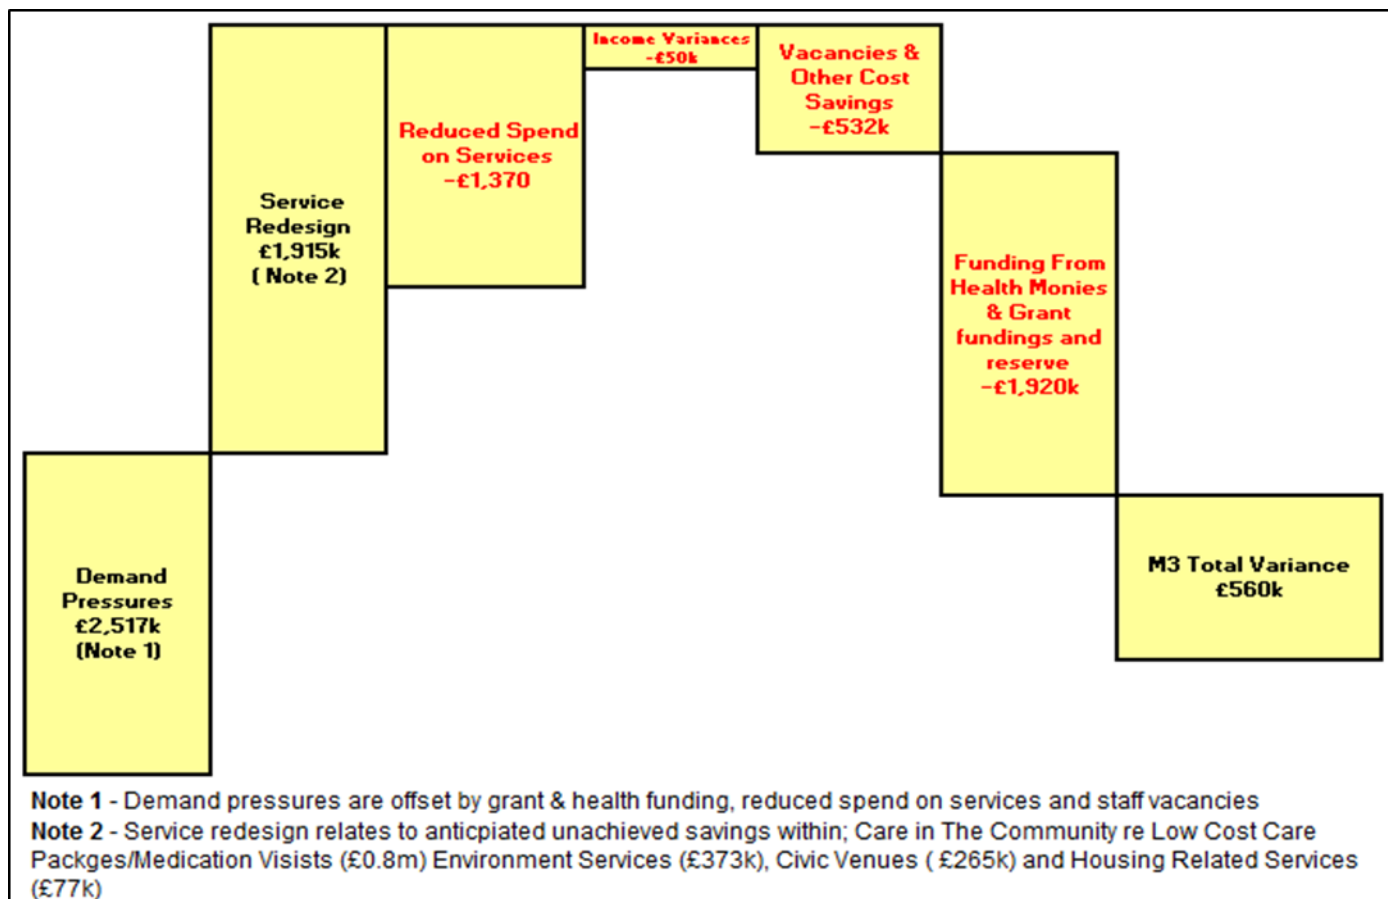 Income Variances
-£50k
Vacancies &
Other Cost
Savings
-£532k
Reduced Spend
on Services
-£1,370
Service
Redesign
£1,915k
( Note 2)
Funding From
Health Monies
& Grant
fundings and
reserve
-£1,920k
Demand
Pressures
£2,517k
(Note 1)
M3 Total Variance
£560k
Note 1 - Demand pressures are offset by grant & health funding, reduced spend on services and staff vacancies
Note 2 - Service redesign relates to anticpiated unachieved savings within; Care in The Community re Low Cost Care
Packges/Medication Visists (£0.8m) Environment Services (£373k), Civic Venues ( £265k) and Housing Related Services
(£77k)